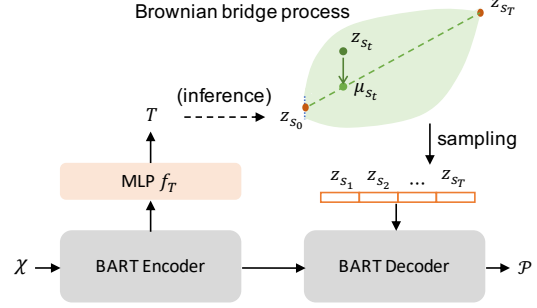 Brownian bridge process
z_{s_T}
z_{s_t}
μ_{s_t}
z_{s_0}
(inference)
T
sampling
MLP f_T
z_{s_1} z_{s_2} ... z_{s_T}
χ
BART Encoder
BART Decoder
𝒫